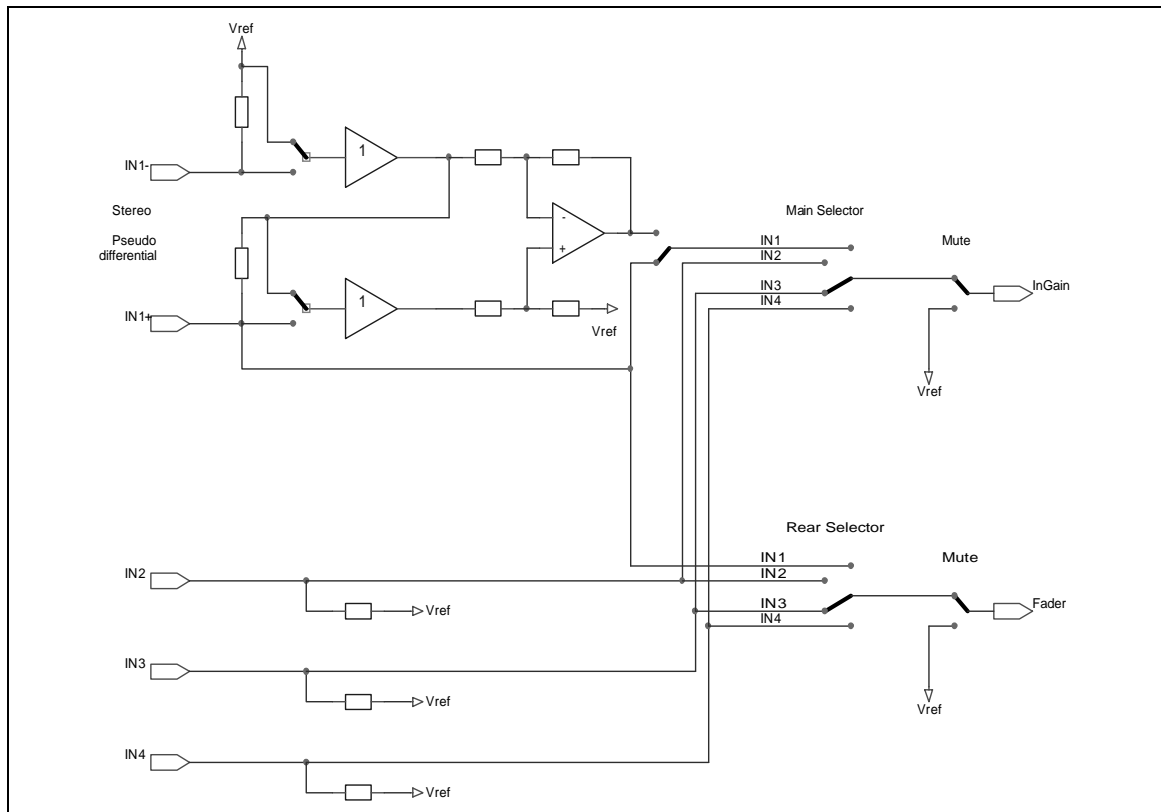 Vref
IN1-
1
Stereo
Pseudo
differential
-
+
IN1+
1
Vref
Main Selector
IN1
IN2
IN3
IN4
Mute
InGain
Vref
Rear Selector
IN1
IN2
IN3
IN4
Mute
Fader
Vref
IN2
Vref
IN3
Vref
IN4
Vref